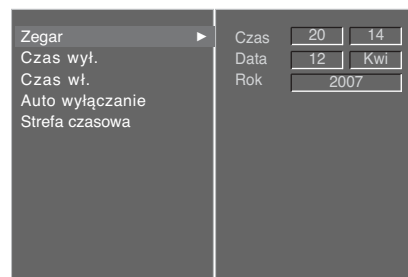 Zegar ►
Czas wył.
Czas wł.
Auto wyłączanie
Strefa czasowa
Czas 20 14
Data 12 Kwi
Rok 2007